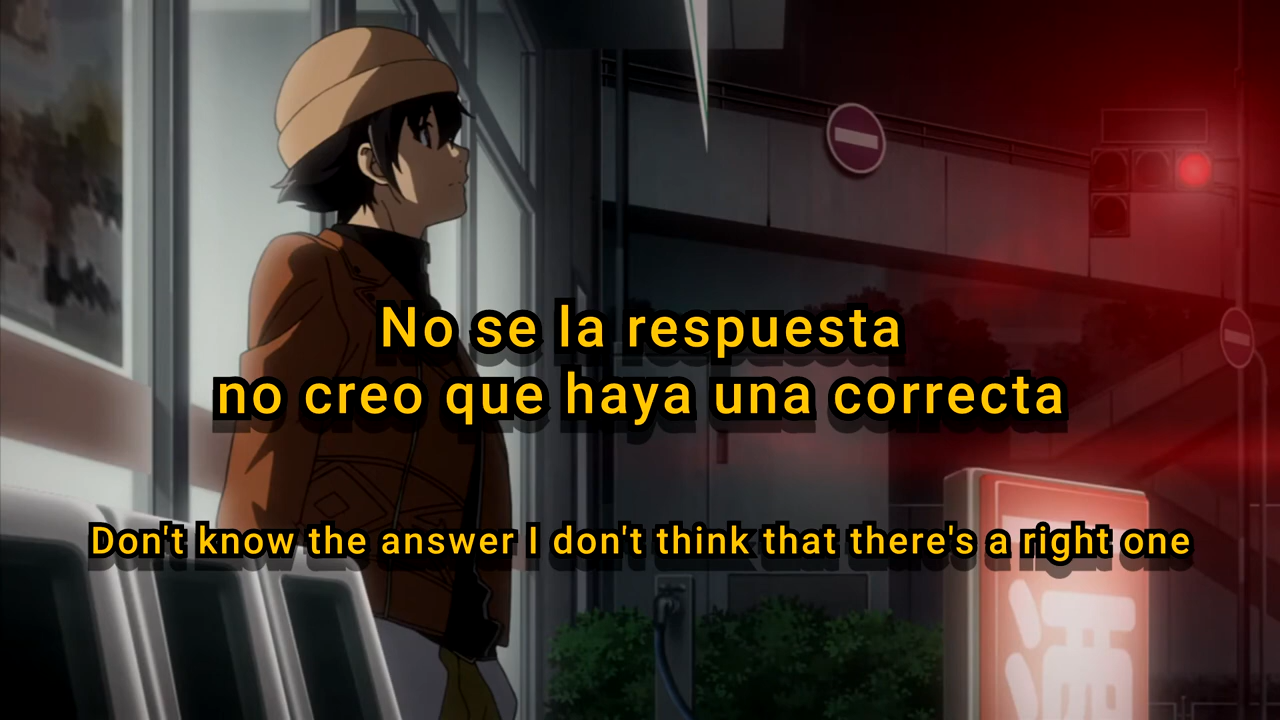 No se la respuesta
no creo que haya una correcta
Don't know the answer I don't think that there's a right one
酒